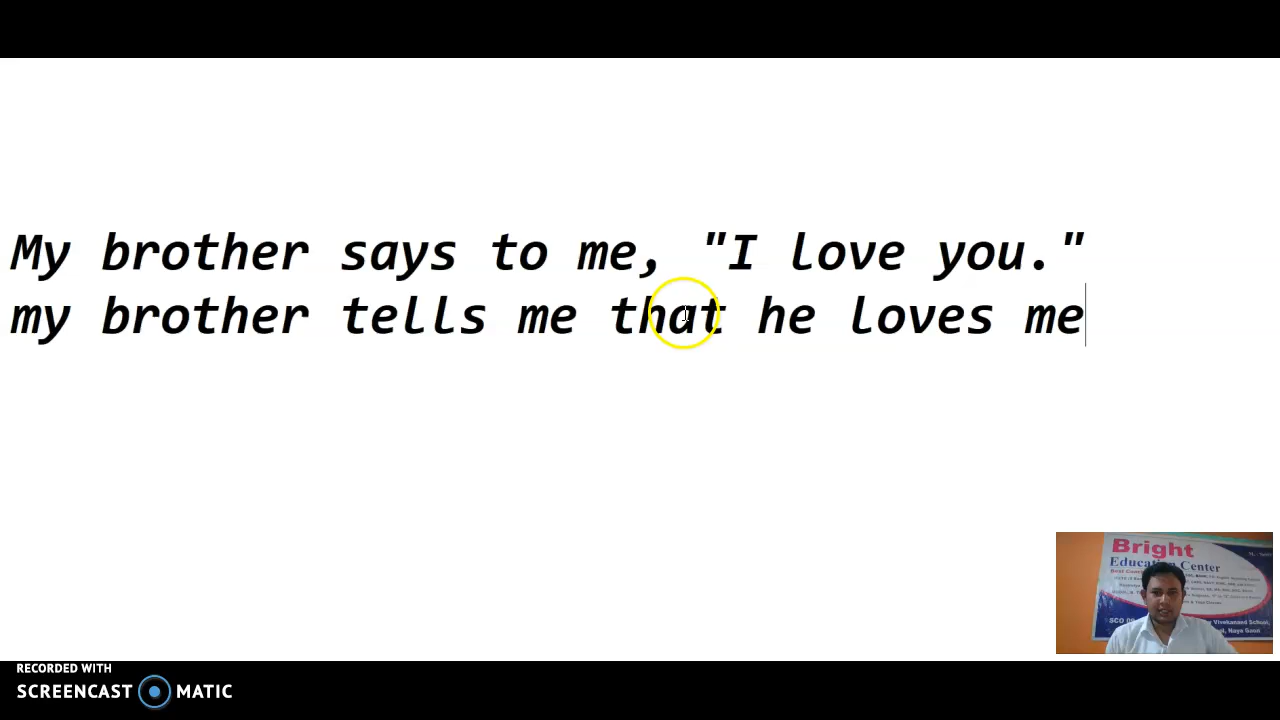 My brother says to me, "I love you."
my brother tells me that he loves me
Bright
Education Center
RECORDED WITH
SCREENCAST MATIC